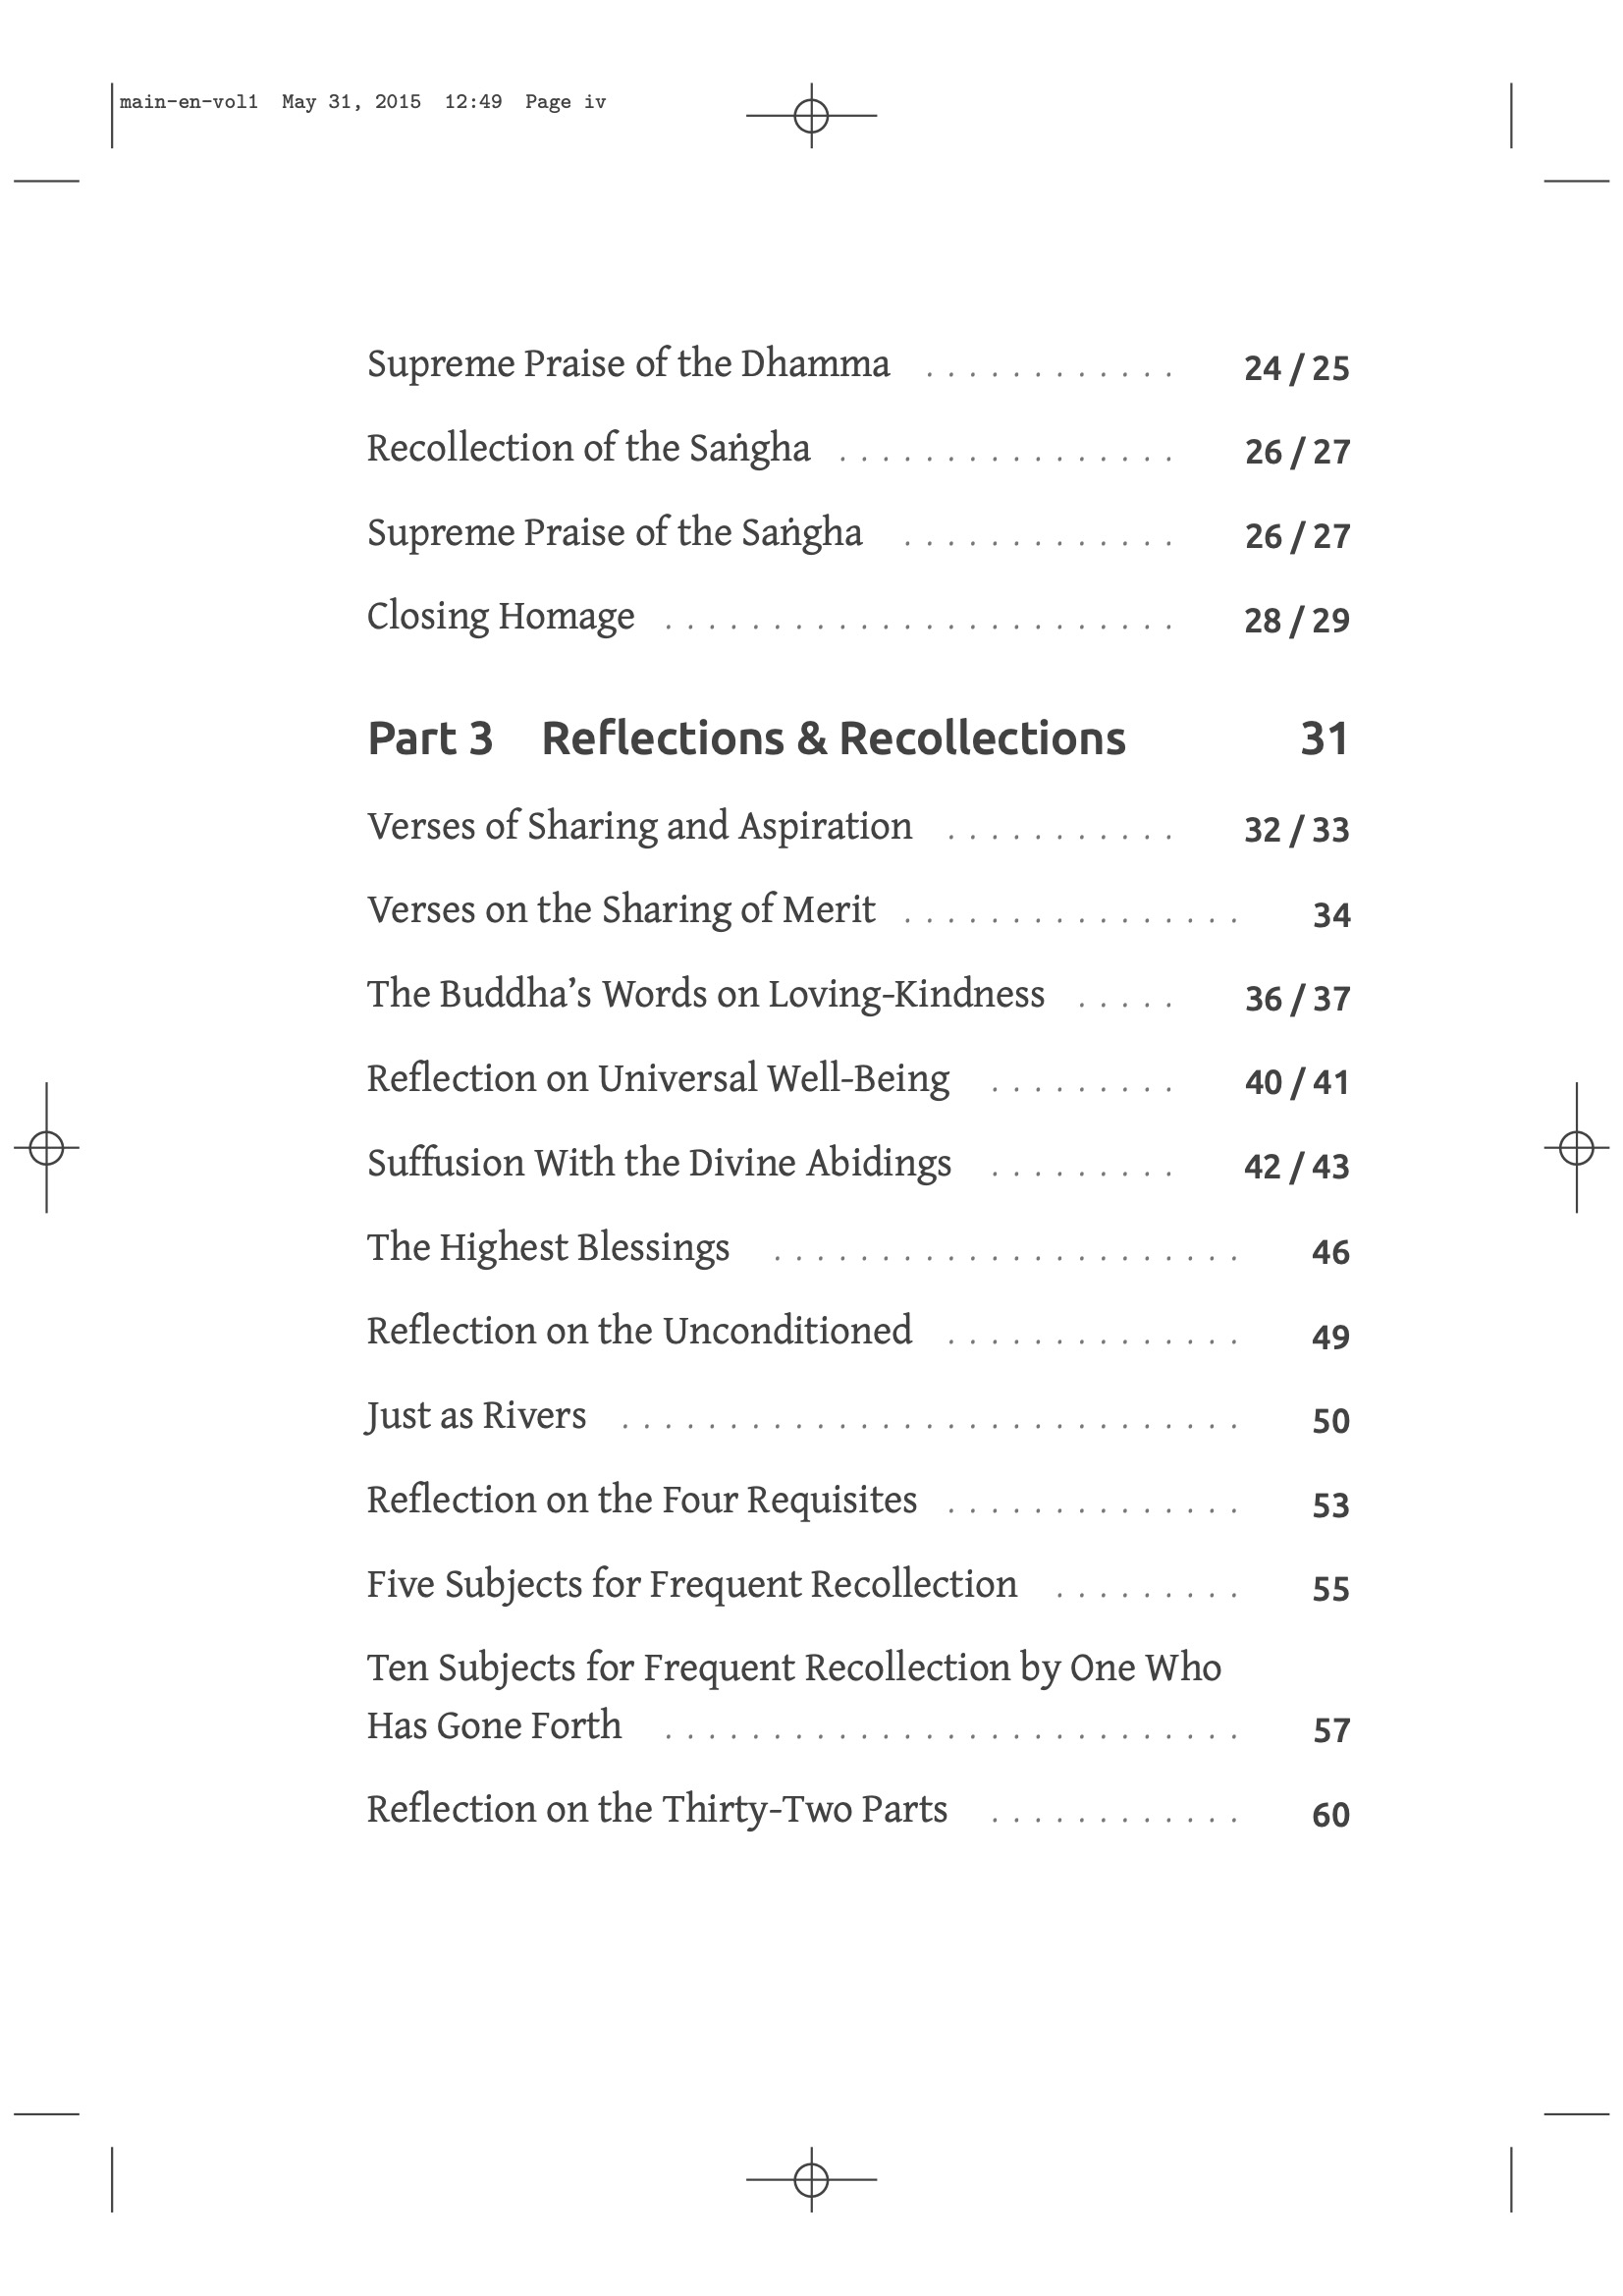 main-en-vol1 May 31, 2015 12:49 Page iv
Supreme Praise of the Dhamma . . . . . . . . . . . . 24 / 25
Recollection of the Saṅgha . . . . . . . . . . . . . . . . 26 / 27
Supreme Praise of the Saṅgha . . . . . . . . . . . . . 26 / 27
Closing Homage . . . . . . . . . . . . . . . . . . . . . . . . 28 / 29
Part 3 Reflections & Recollections 31
Verses of Sharing and Aspiration . . . . . . . . . . . 32 / 33
Verses on the Sharing of Merit . . . . . . . . . . . . . . . . 34
The Buddha’s Words on Loving-Kindness . . . . . 36 / 37
Reflection on Universal Well-Being . . . . . . . . . 40 / 41
Suffusion With the Divine Abidings . . . . . . . . . 42 / 43
The Highest Blessings . . . . . . . . . . . . . . . . . . . . . . 46
Reflection on the Unconditioned . . . . . . . . . . . . . . 49
Just as Rivers . . . . . . . . . . . . . . . . . . . . . . . . . . . . . 50
Reflection on the Four Requisites . . . . . . . . . . . . . . 53
Five Subjects for Frequent Recollection . . . . . . . . . 55
Ten Subjects for Frequent Recollection by One Who
Has Gone Forth . . . . . . . . . . . . . . . . . . . . . . . . . . . 57
Reflection on the Thirty-Two Parts . . . . . . . . . . . . 60